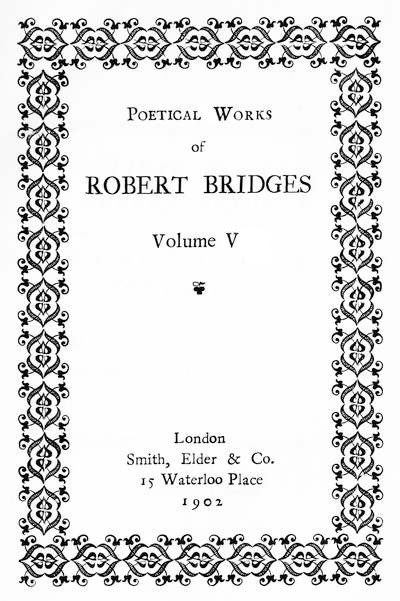 POETICAL WORKS
of
ROBERT BRIDGES
Volume V
London
Smith, Elder & Co.
15 Waterloo Place
1902